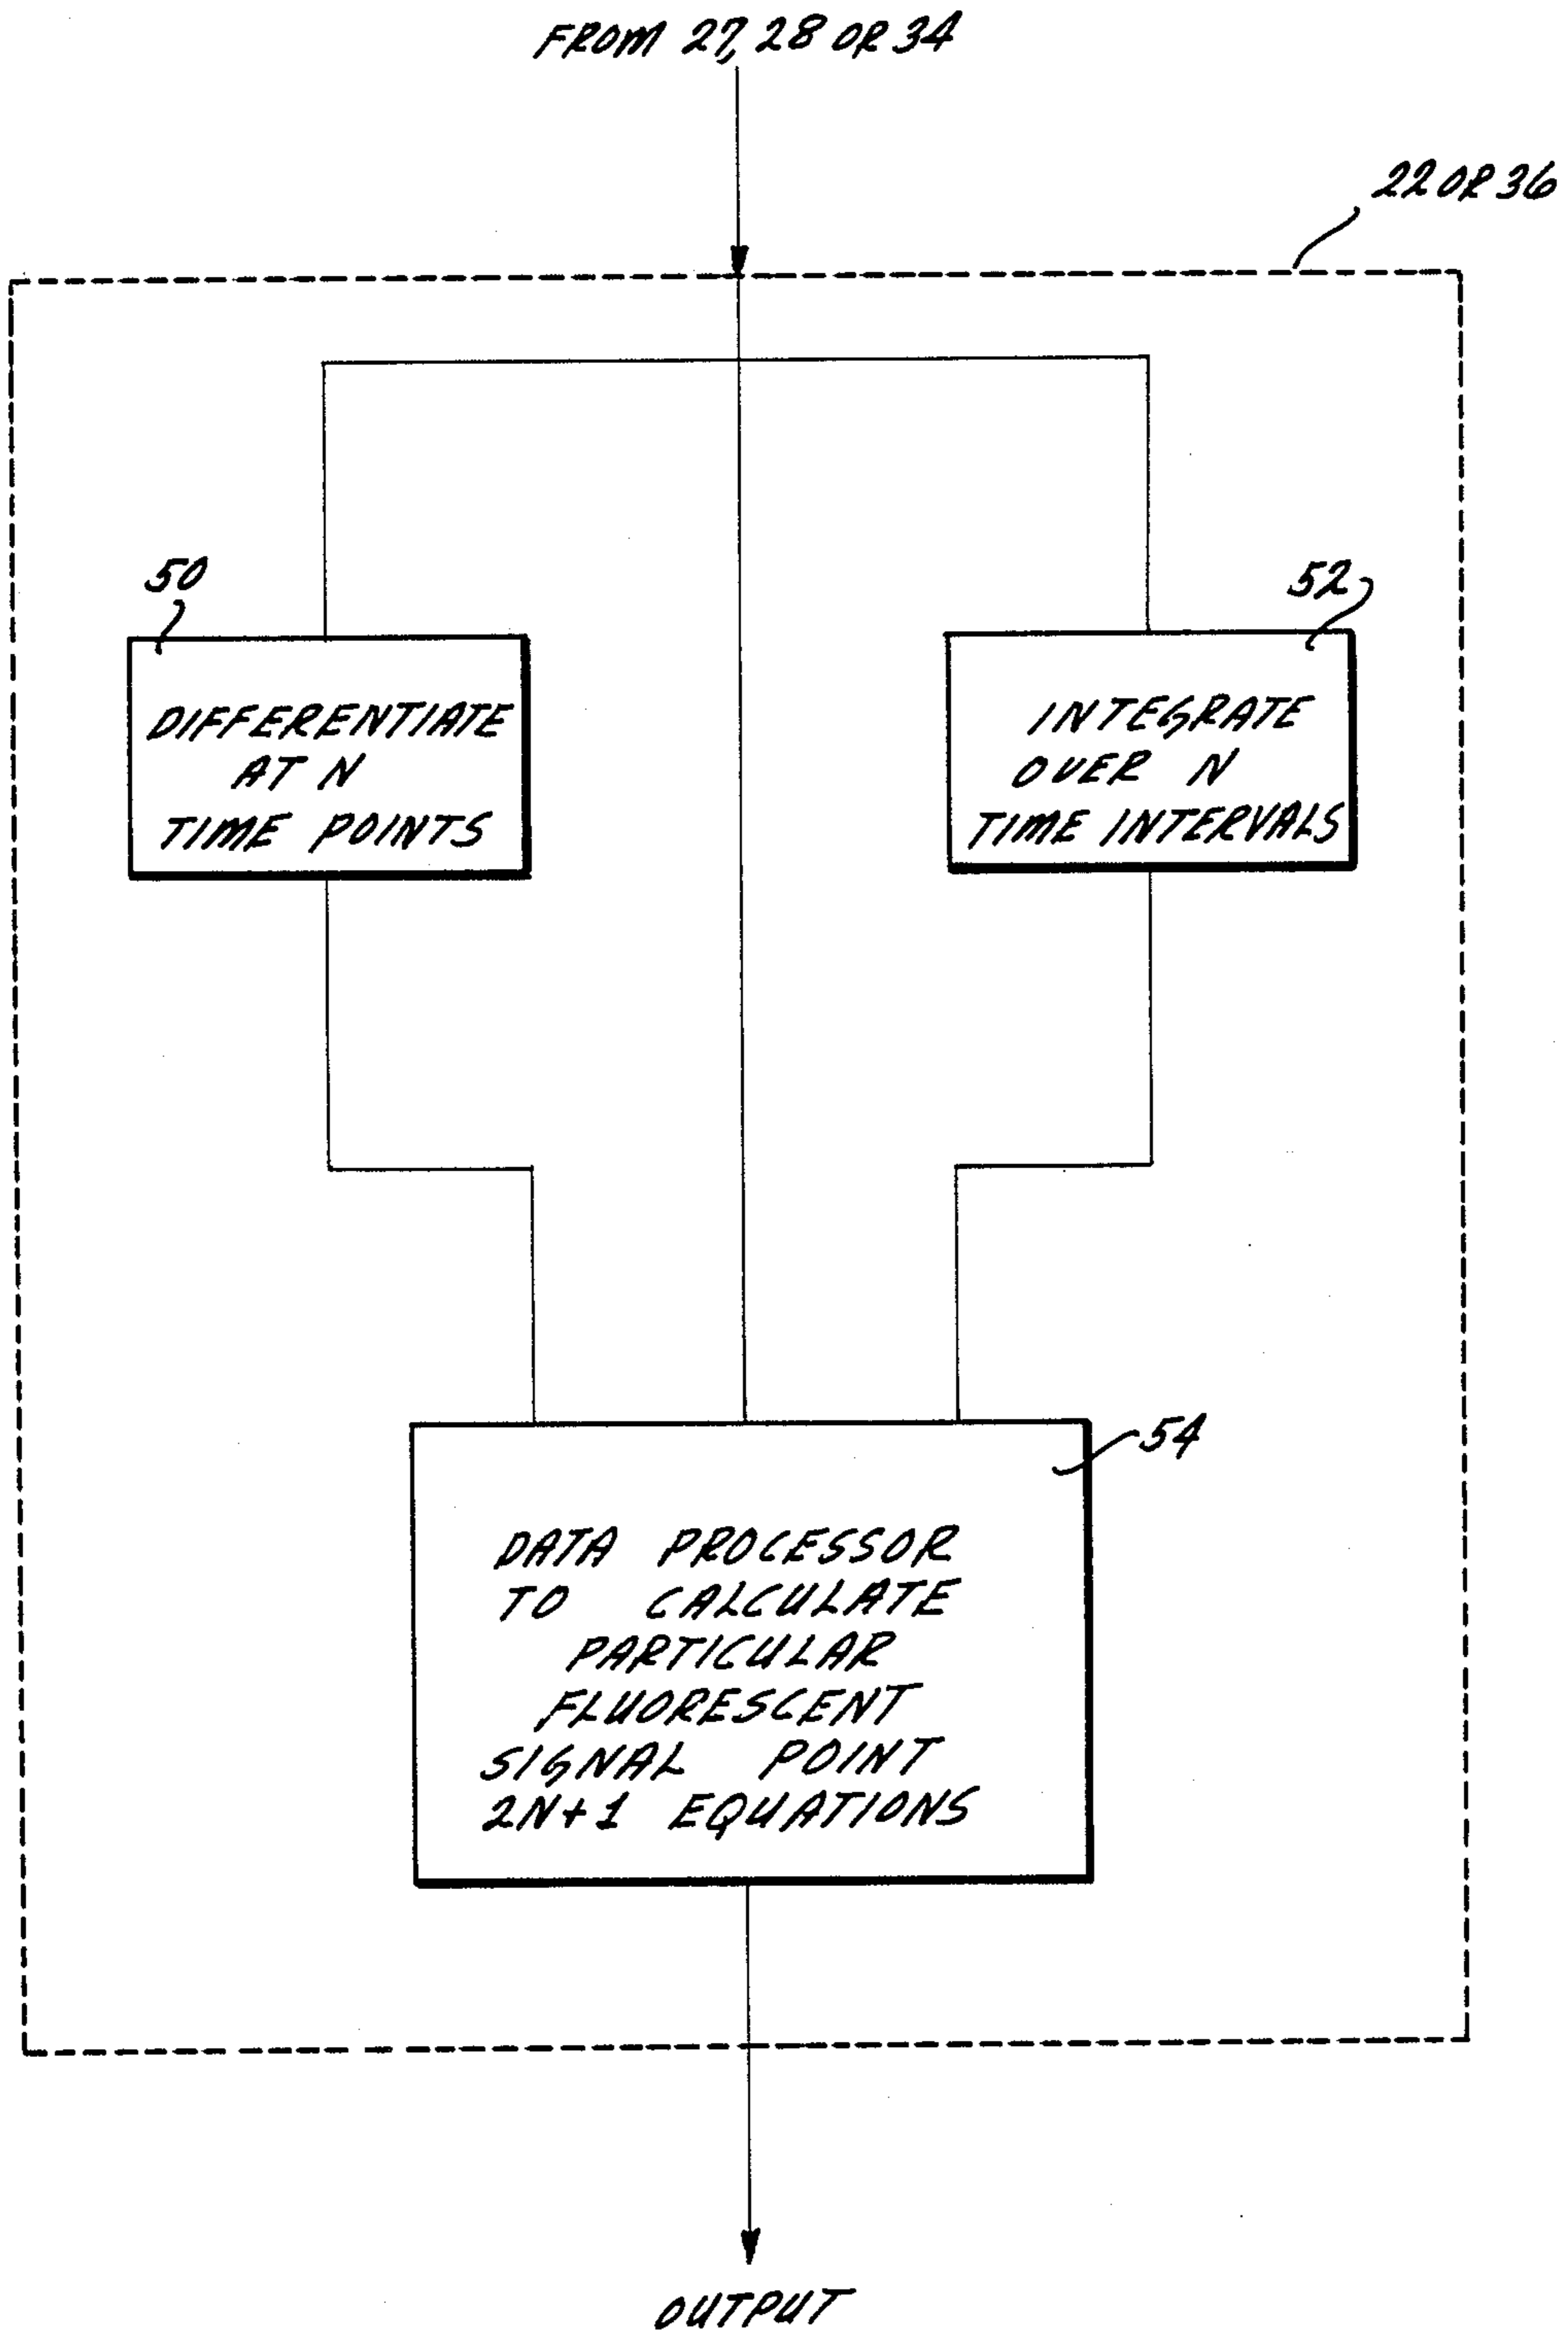 FROM 27, 28 OR 34
22 OR 36
50
DIFFERENTIATE
AT N
TIME POINTS
52
INTEGRATE
OVER N
TIME INTERVALS
54
DATA PROCESSOR
TO CALCULATE
PARTICULAR
FLUORESCENT
SIGNAL POINT
2N+1 EQUATIONS
OUTPUT